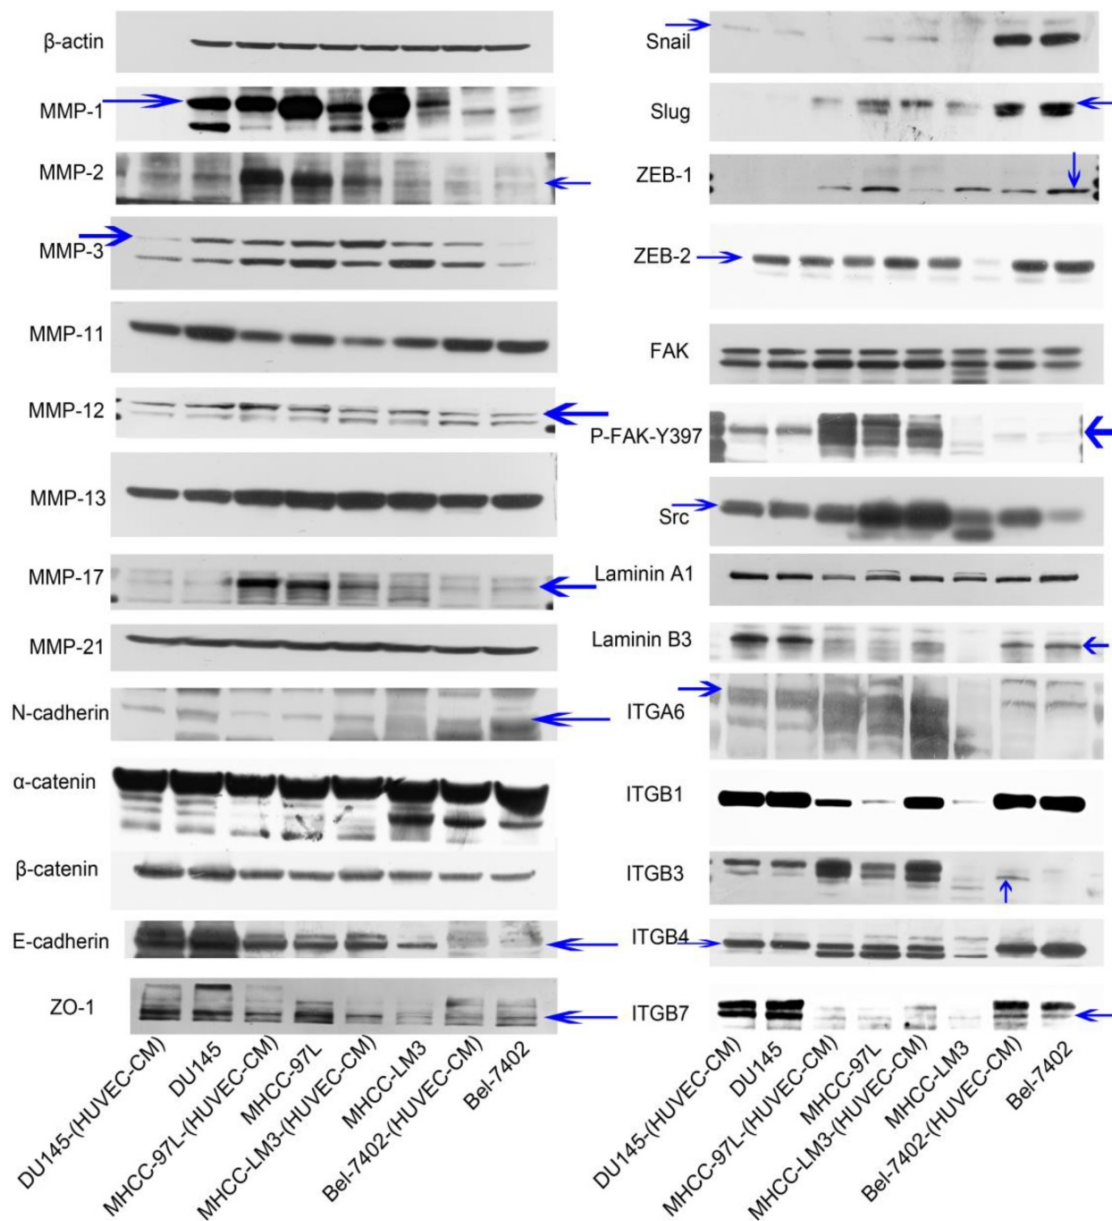 β-actin
MMP-1
MMP-2
MMP-3
MMP-11
MMP-12
MMP-13
MMP-17
MMP-21
N-cadherin
α-catenin
β-catenin
E-cadherin
ZO-1
DU145-(HUVEC-CM)
DU145
MHCC-97L-(HUVEC-CM)
MHCC-97L
MHCC-LM3-(HUVEC-CM)
MHCC-LM3
Bel-7402-(HUVEC-CM)
Bel-7402
Snail
Slug
ZEB-1
ZEB-2
FAK
P-FAK-Y397
Src
Laminin A1
Laminin B3
ITGA6
ITGB1
ITGB3
ITGB4
ITGB7
DU145-(HUVEC-CM)
DU145
MHCC-97L-(HUVEC-CM)
MHCC-97L
MHCC-LM3-(HUVEC-CM)
MHCC-LM3
Bel-7402-(HUVEC-CM)
Bel-7402